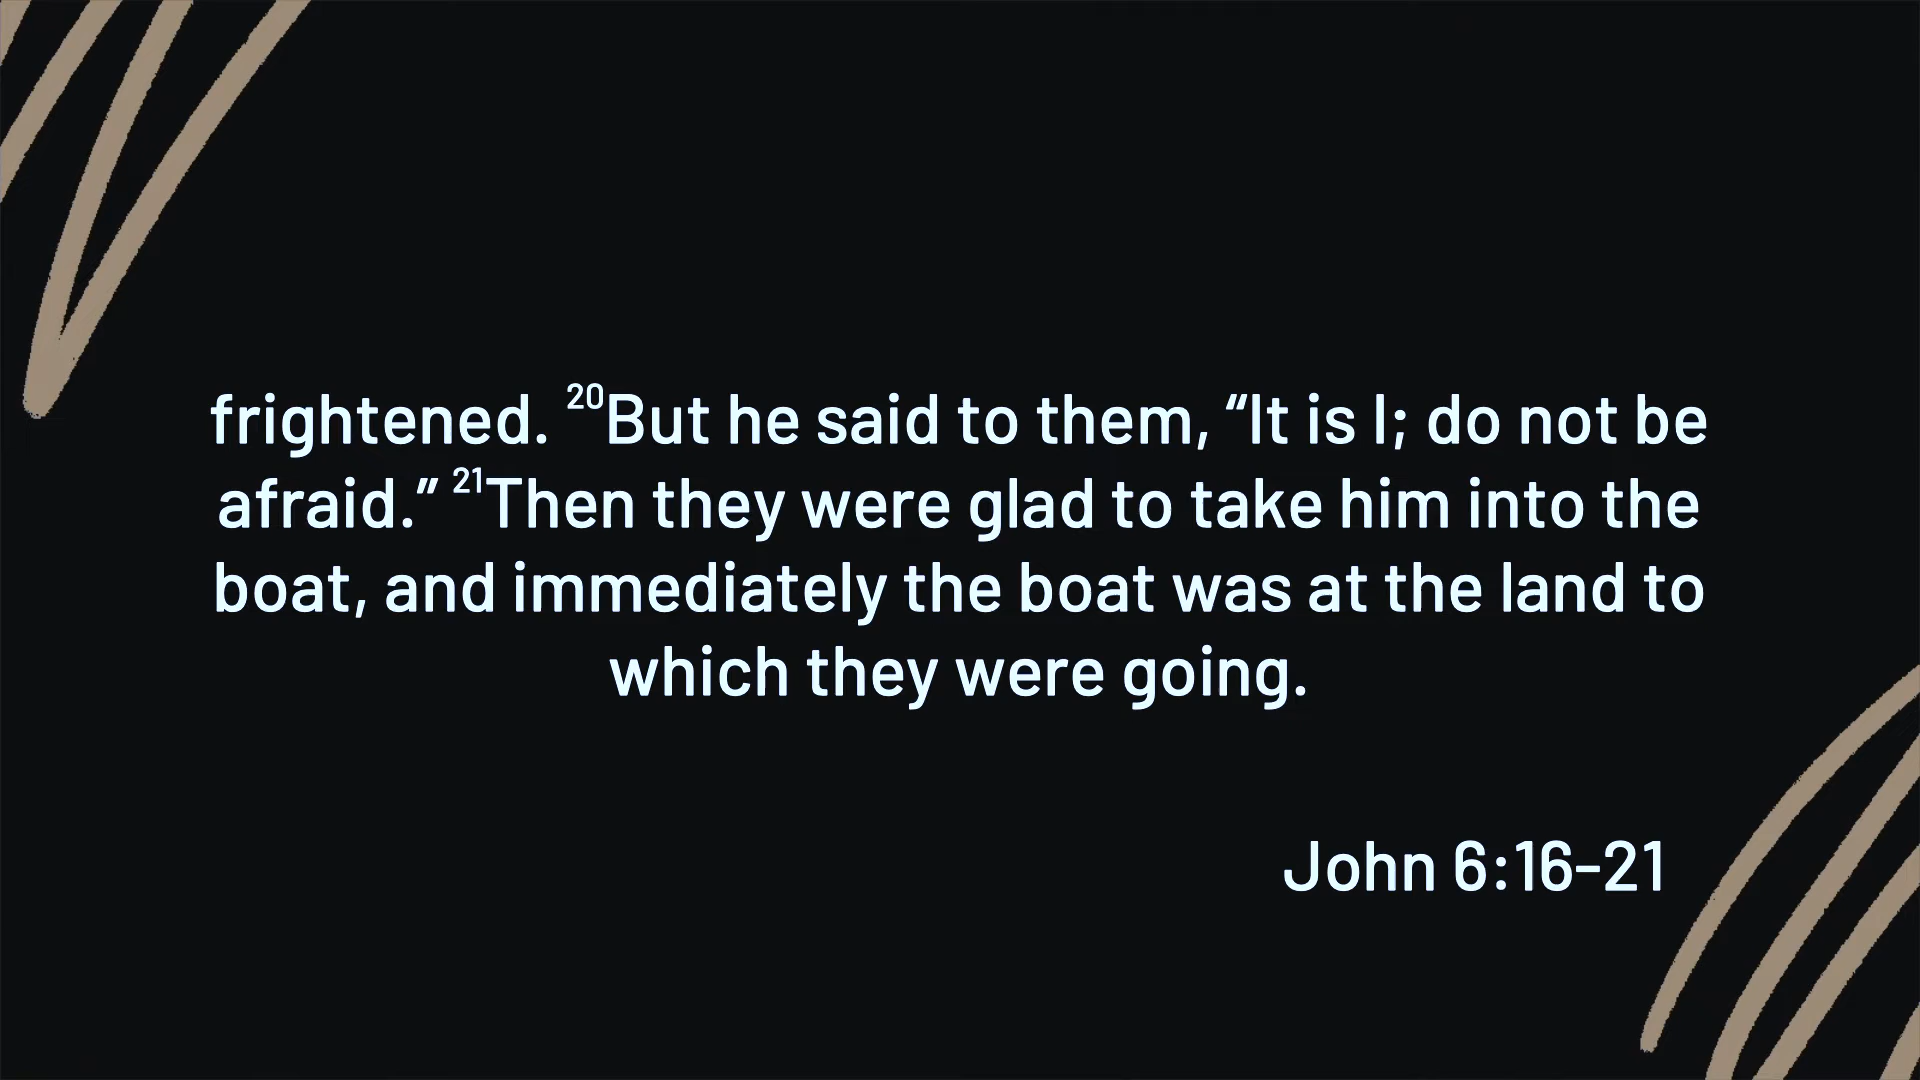 frightened. 20But he said to them, “It is I; do not be
afraid.” 21Then they were glad to take him into the
boat, and immediately the boat was at the land to
which they were going.
John 6:16-21